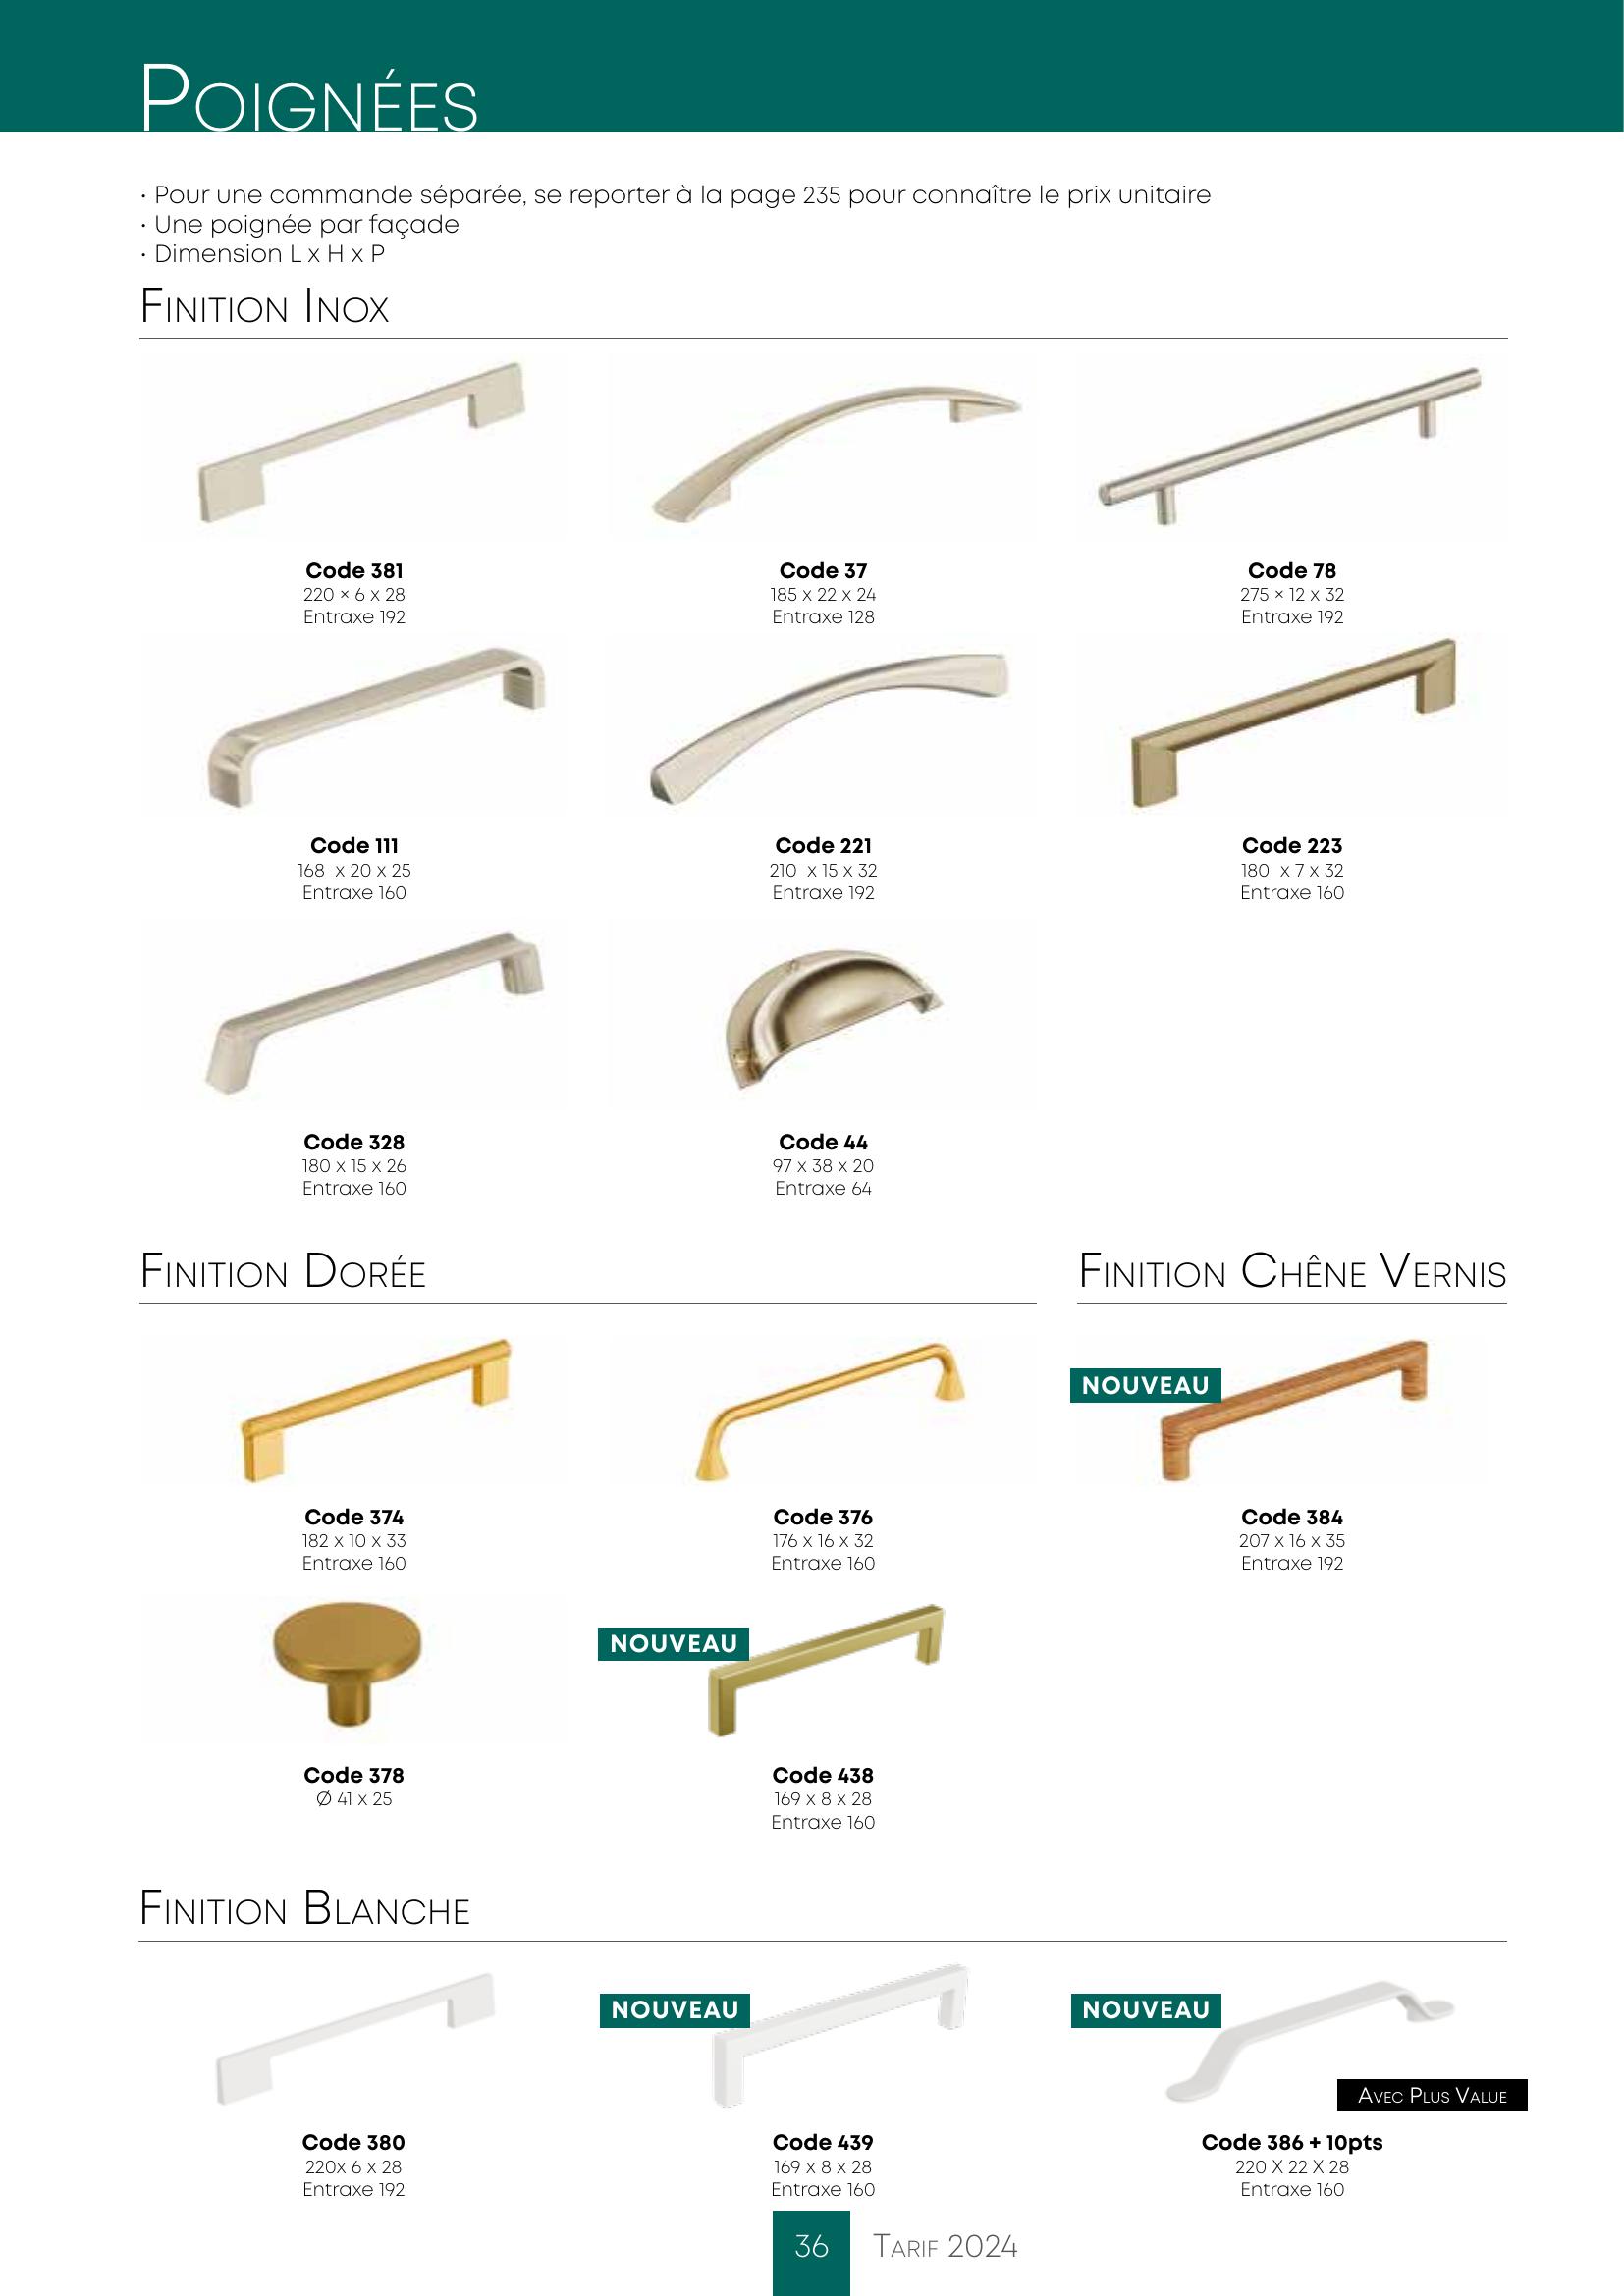 Poignées
· Pour une commande séparée, se reporter à la page 235 pour connaître le prix unitaire
· Une poignée par façade
· Dimension L x H x P
Finition Inox
Code 381
220 × 6 x 28
Entraxe 192
Code 37
185 x 22 x 24
Entraxe 128
Code 78
275 × 12 x 32
Entraxe 192
Code 111
168 x 20 x 25
Entraxe 160
Code 221
210 x 15 x 32
Entraxe 192
Code 223
180 x 7 x 32
Entraxe 160
Code 328
180 x 15 x 26
Entraxe 160
Code 44
97 x 38 x 20
Entraxe 64
Finition Dorée
Code 374
182 x 10 x 33
Entraxe 160
Code 376
176 x 16 x 32
Entraxe 160
Code 378
Ø 41 x 25
NOUVEAU
Code 438
169 x 8 x 28
Entraxe 160
Finition Chêne Vernis
NOUVEAU
Code 384
207 x 16 x 35
Entraxe 192
Finition Blanche
Code 380
220x 6 x 28
Entraxe 192
NOUVEAU
Code 439
169 x 8 x 28
Entraxe 160
NOUVEAU
Avec Plus Value
Code 386 + 10pts
220 X 22 X 28
Entraxe 160
36 Tarif 2024